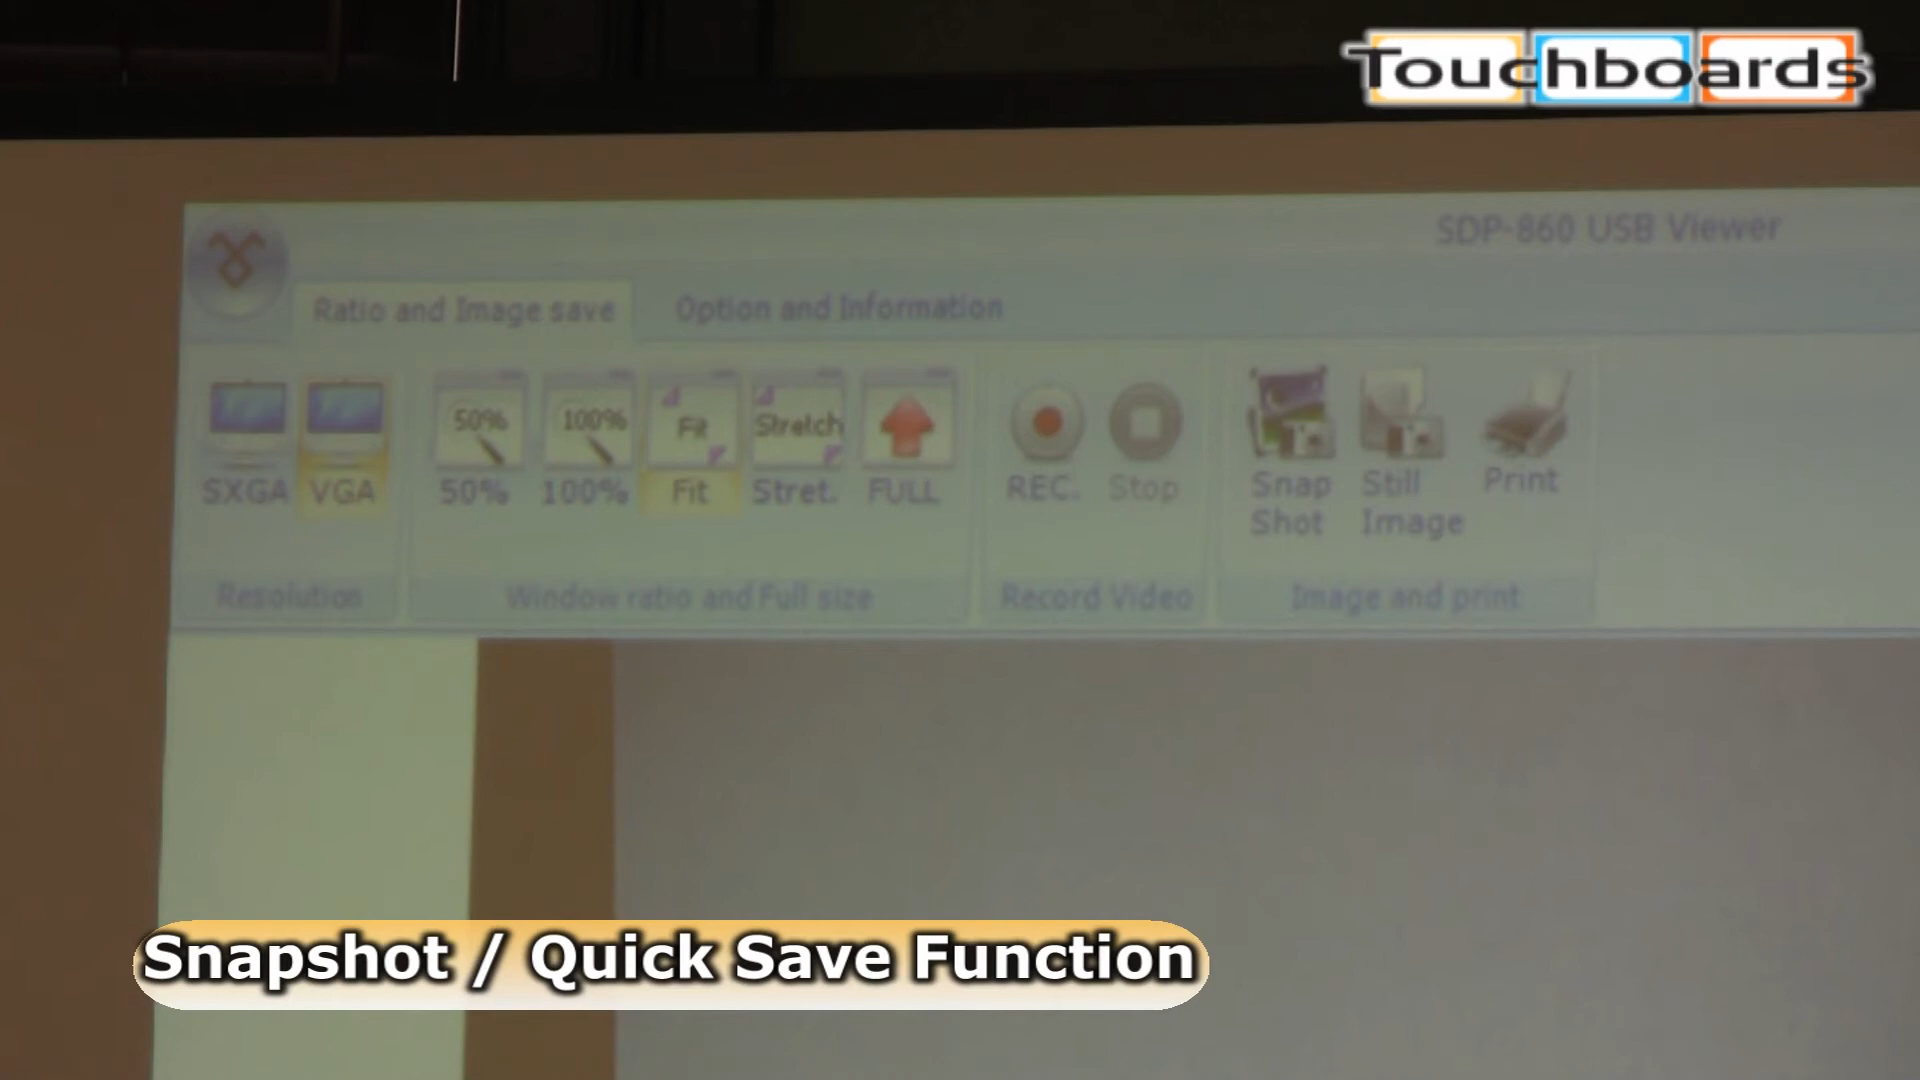 Touchboards
SDP-860 USB Viewer
Ratio and Image save Option and Information
50% 100% Fit Stretch
SXGA VGA 50% 100% Fit Stret. FULL REC. Stop Snap Shot Still Image Print
Resolution Window ratio and Full size Record Video Image and print
Snapshot / Quick Save Function